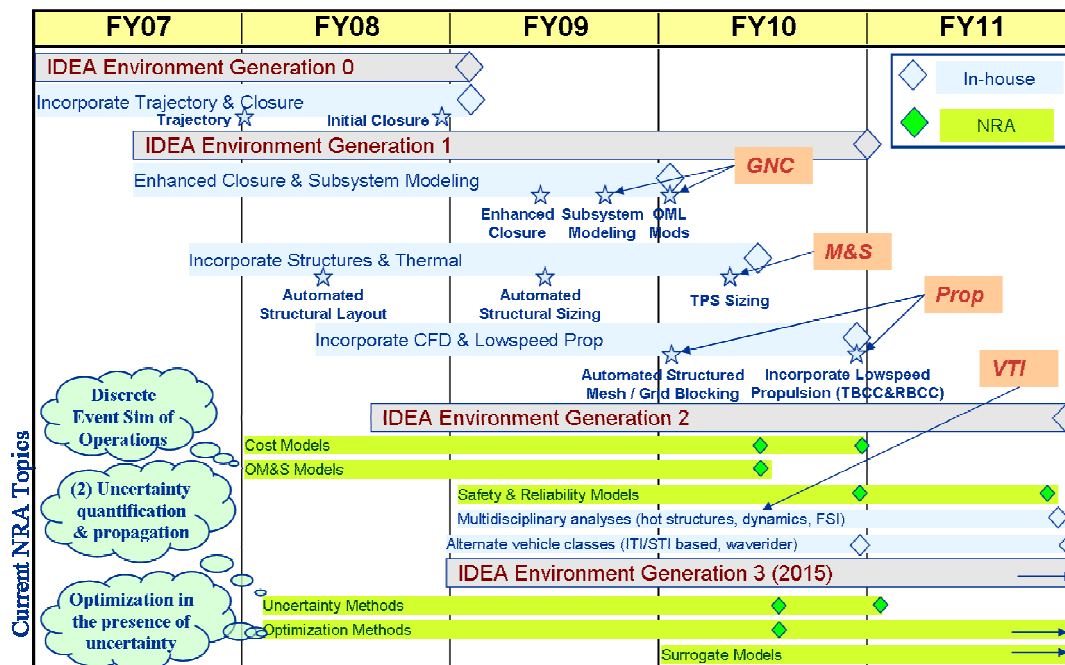 FY07 FY08 FY09 FY10 FY11
IDEA Environment Generation 0
In-house
NRA
Incorporate Trajectory & Closure
Trajectory
Initial Closure
IDEA Environment Generation 1
GNC
Enhanced Closure & Subsystem Modeling
Enhanced
Closure
Subsystem
Modeling
OML
Mods
M&S
Incorporate Structures & Thermal
Automated
Structural Layout
Automated
Structural Sizing
TPS Sizing
Prop
Incorporate CFD & Lowspeed Prop
VTI
Automated Structured
Mesh / Grid Blocking
Incorporate Lowspeed
Propulsion (TBCC&RBCC)
IDEA Environment Generation 2
Current NRA Topics
Discrete
Event Sim of
Operations
Cost Models
OM&S Models
(2) Uncertainty
quantification
& propagation
Safety & Reliability Models
Multidisciplinary analyses (hot structures, dynamics, FSI)
Alternate vehicle classes (ITI/STI based, waverider)
IDEA Environment Generation 3 (2015)
Optimization in
the presence of
uncertainty
Uncertainty Methods
Optimization Methods
Surrogate Models